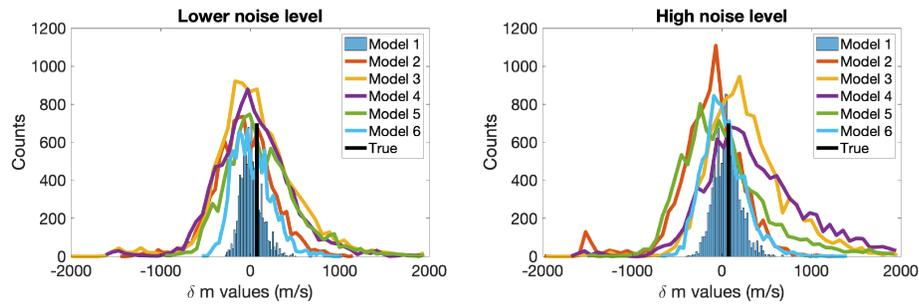 Lower noise level
1200
1000
800
600
400
200
0
Counts
-2000
-1000
0
1000
2000
δ m values (m/s)
Model 1
Model 2
Model 3
Model 4
Model 5
Model 6
True
High noise level
1200
1000
800
600
400
200
0
Counts
-2000
-1000
0
1000
2000
δ m values (m/s)
Model 1
Model 2
Model 3
Model 4
Model 5
Model 6
True